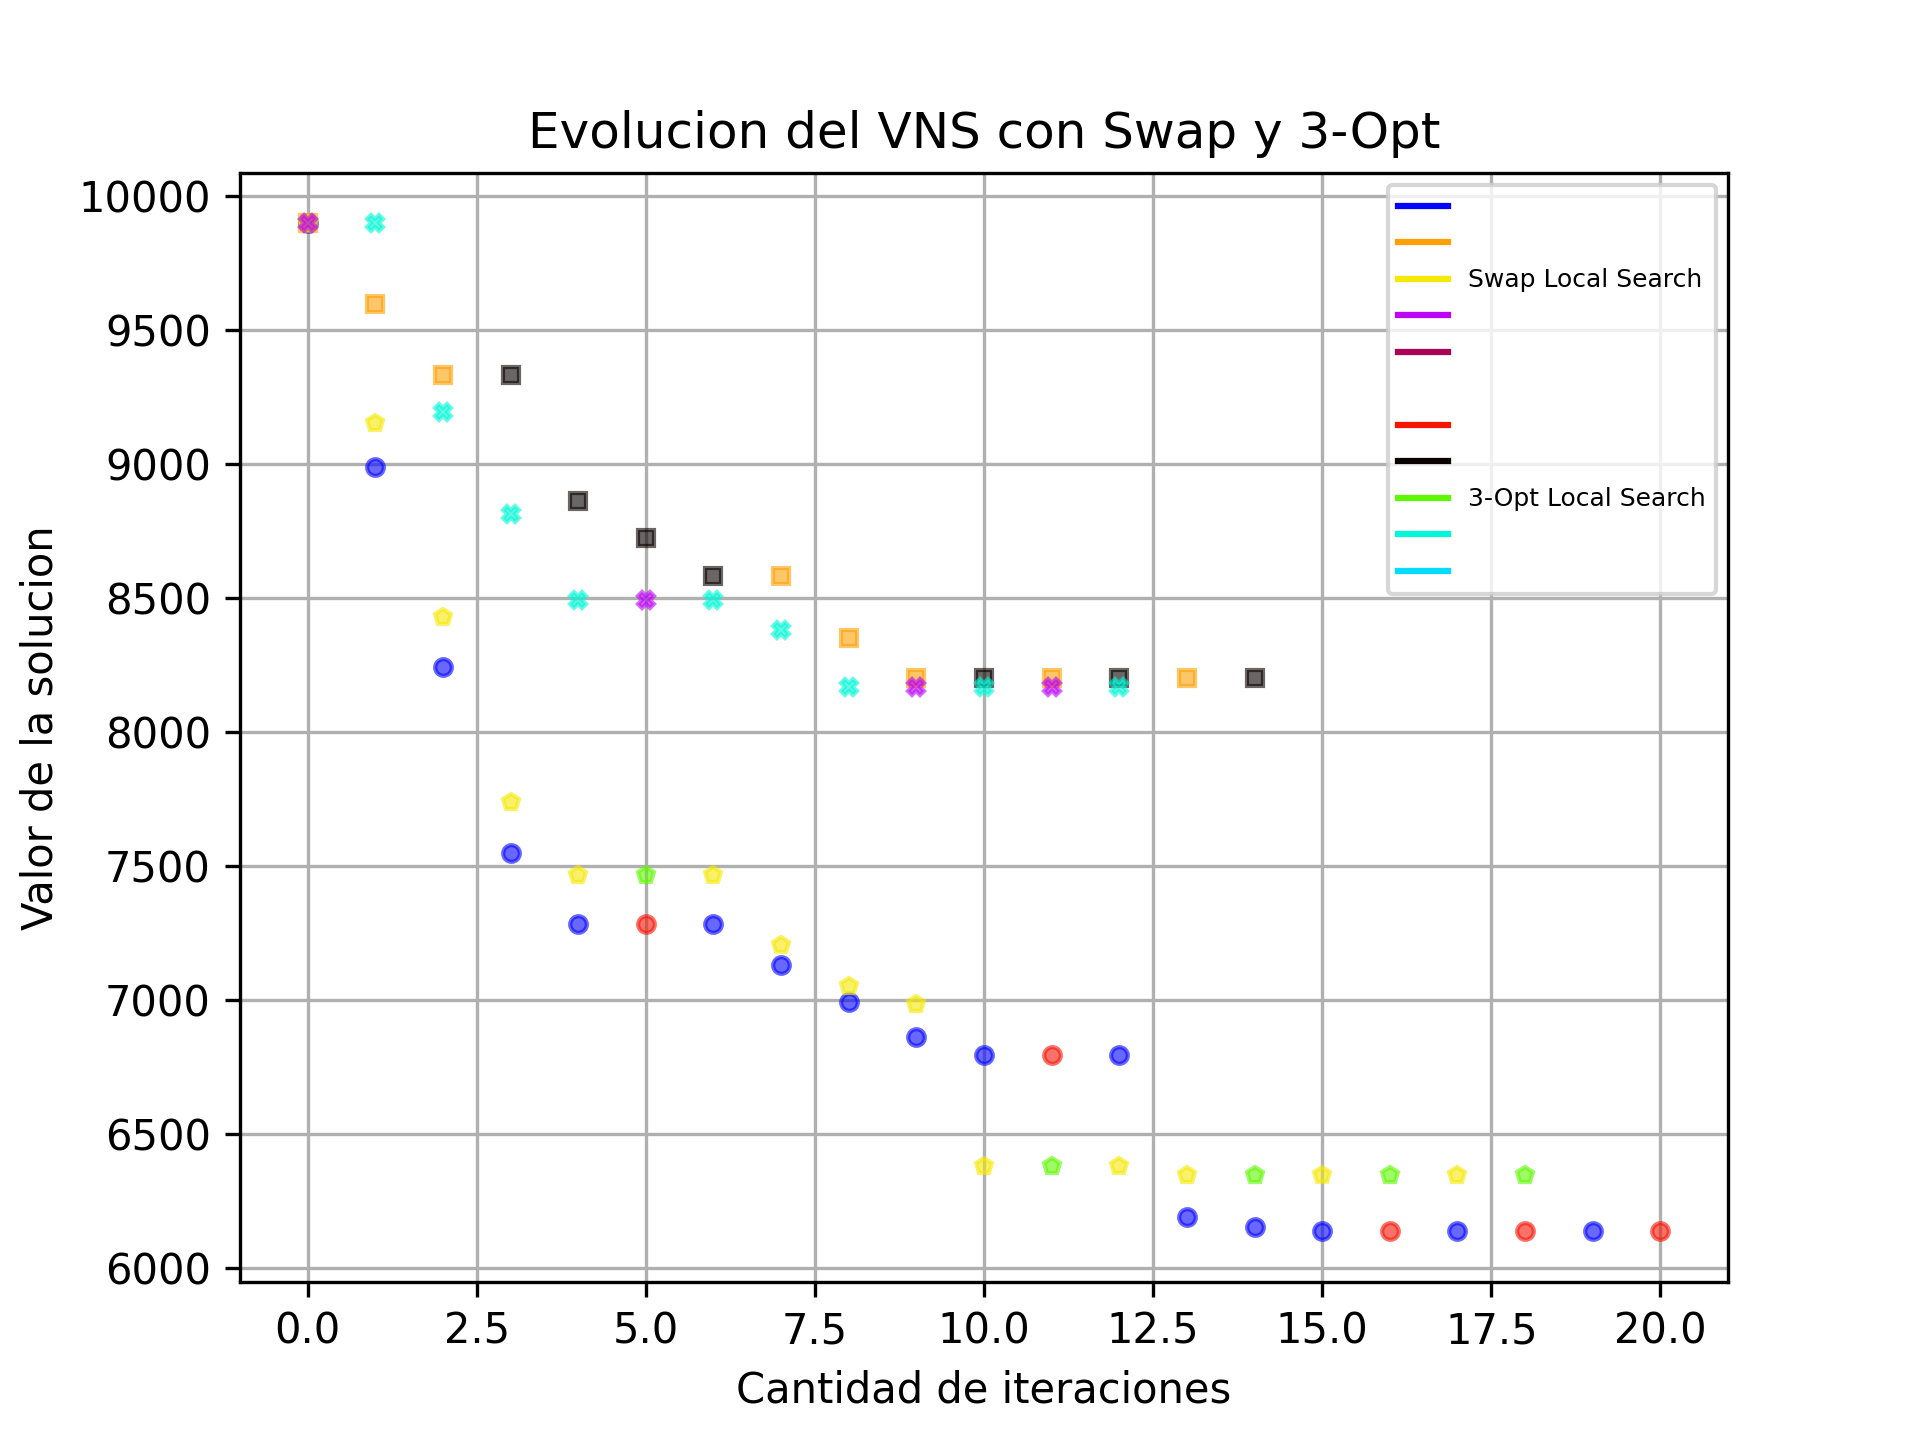 Evolucion del VNS con Swap y 3-Opt
10000
9500
9000
8500
8000
7500
7000
6500
6000
Valor de la solucion
Swap Local Search
3-Opt Local Search
0.0 2.5 5.0 7.5 10.0 12.5 15.0 17.5 20.0
Cantidad de iteraciones